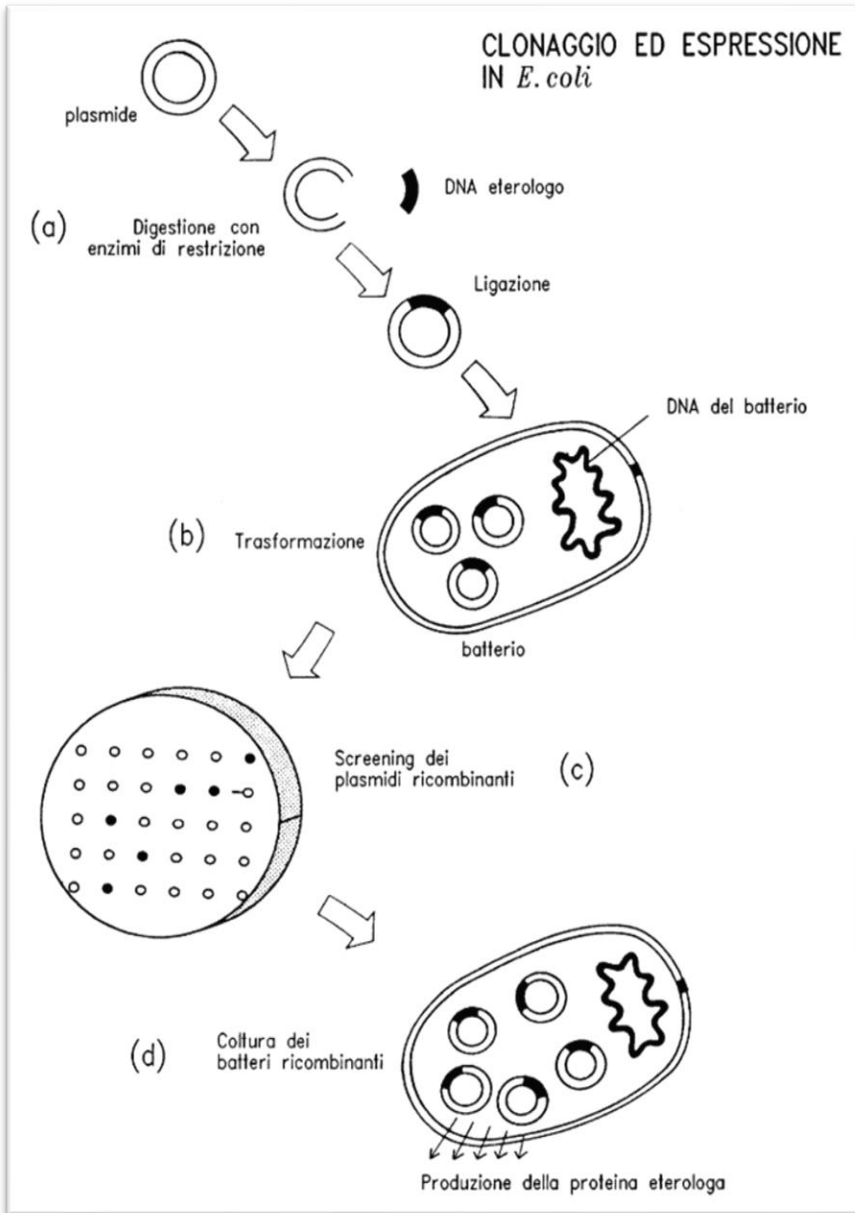 CLONAGGIO ED ESPRESSIONE
IN E. coli
plasmide
DNA eterologo
(a)
Digestione con
enzimi di restrizione
Ligazione
DNA del batterio
(b)
Trasformazione
batterio
Screening dei
plasmidi ricombinanti
(c)
(d)
Coltura dei
batteri ricombinanti
Produzione della proteina eterologa